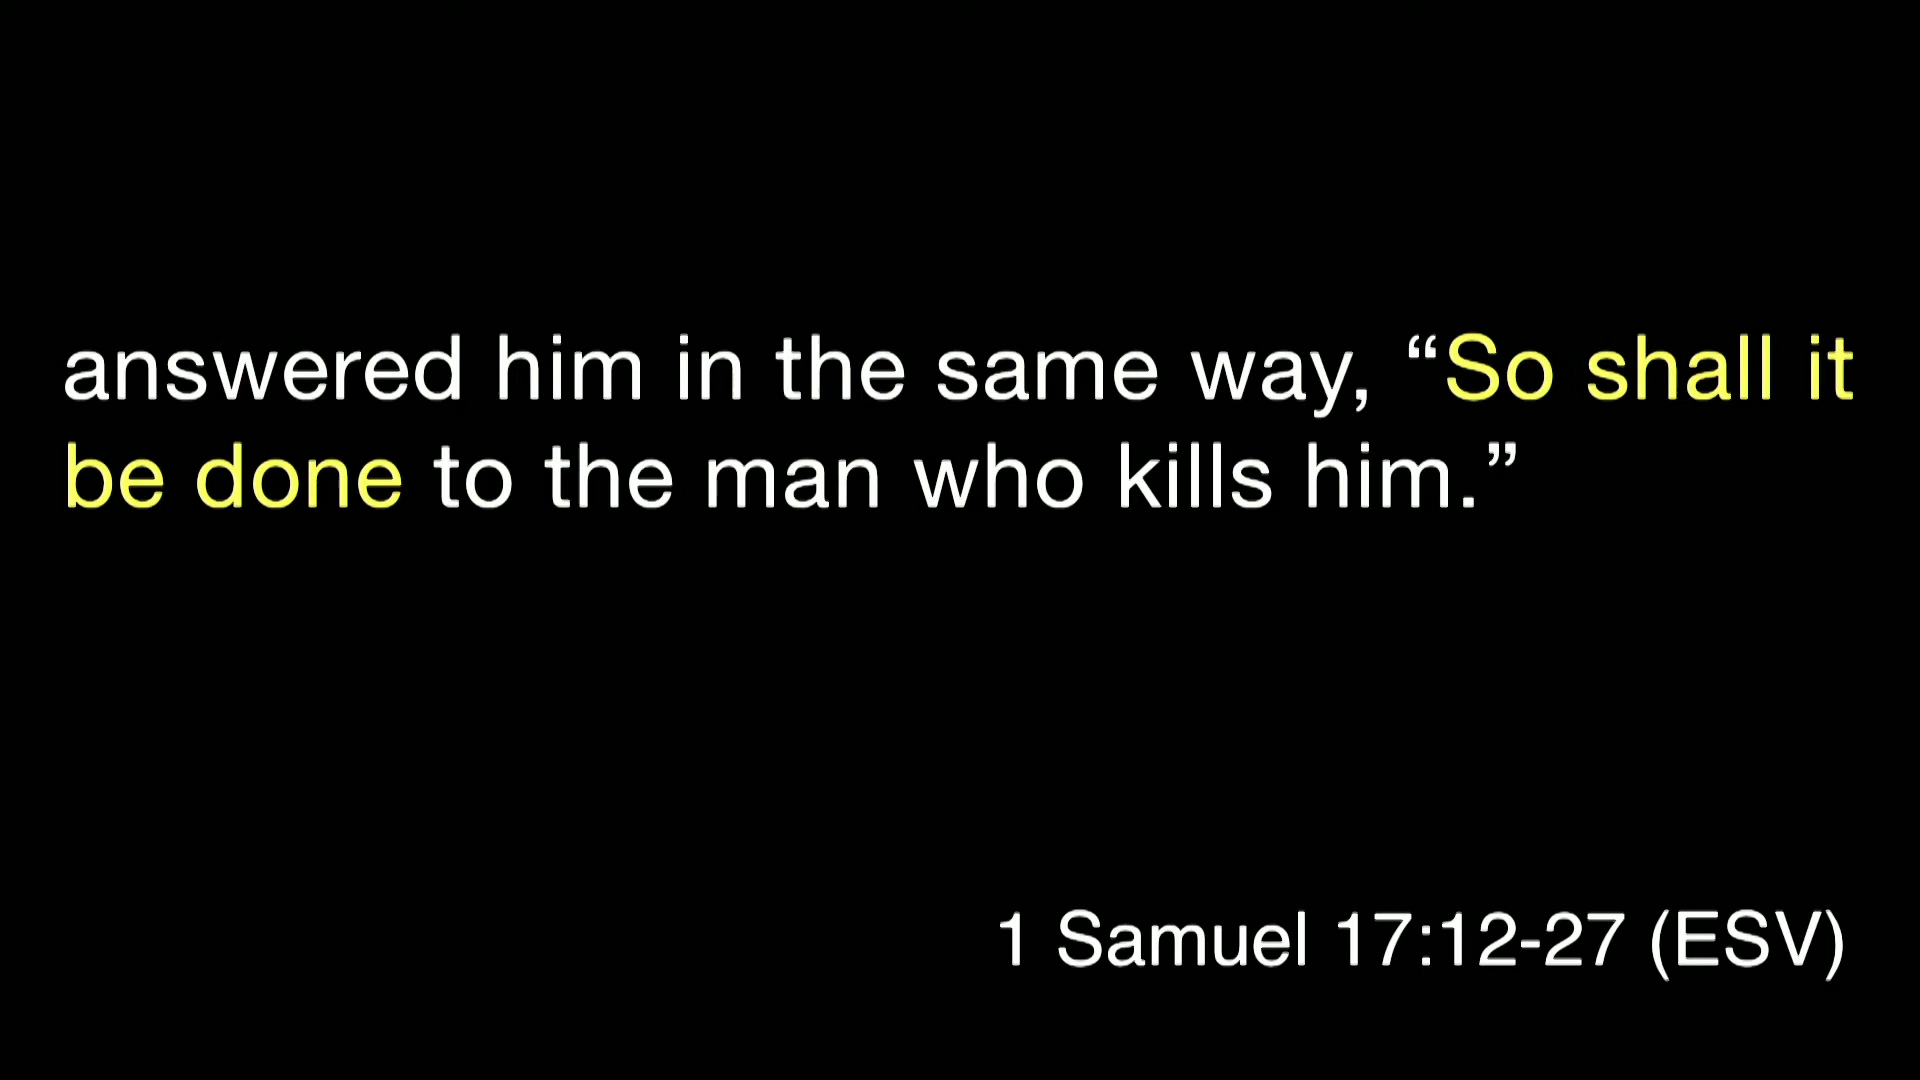 answered him in the same way, “So shall it
be done to the man who kills him.”
1 Samuel 17:12-27 (ESV)